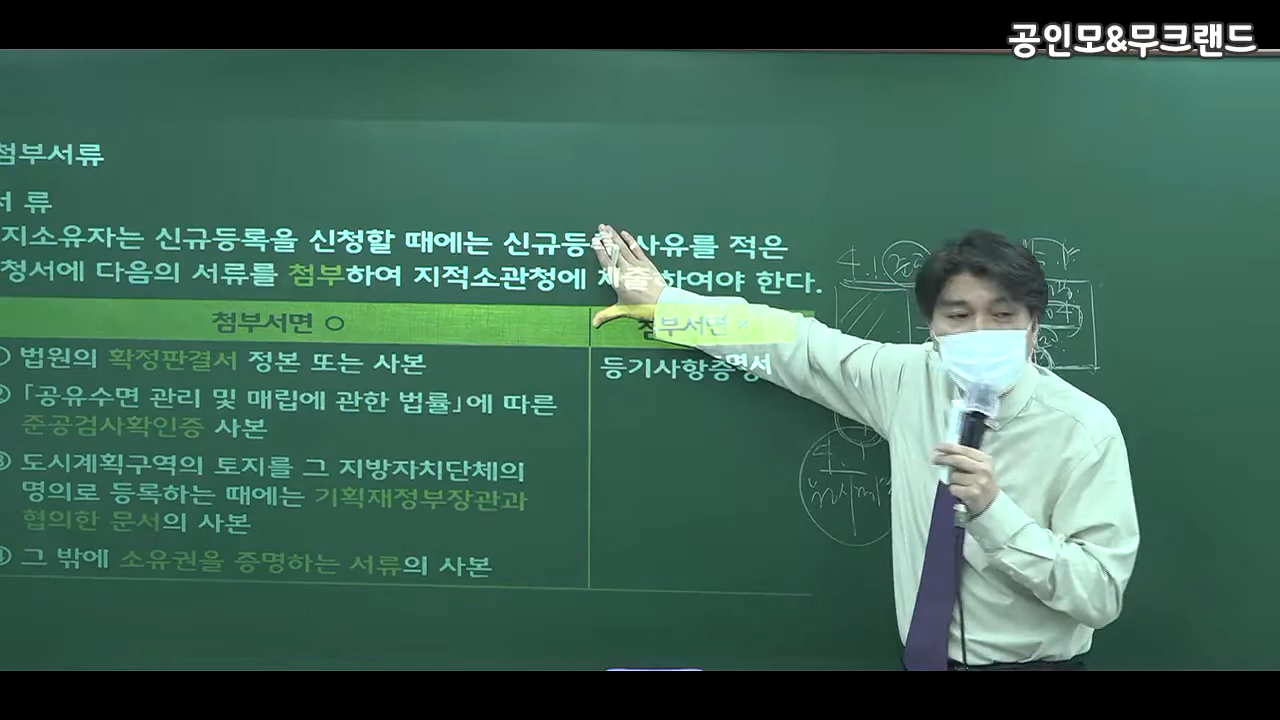 공인모&무크랜드
첨부서류
서 류
지소유자는 신규등록을 신청할 때에는 신규등록 사유를 적은
청서에 다음의 서류를 첨부하여 지적소관청에 제출하여야 한다.
첨부서면 ○ 첨부서면 ×
① 법원의 확정판결서 정본 또는 사본 등기사항증명서
② 「공유수면 관리 및 매립에 관한 법률」에 따른
준공검사확인증 사본
③ 도시계획구역의 토지를 그 지방자치단체의
명의로 등록하는 때에는 기획재정부장관과
협의한 문서의 사본
④ 그 밖에 소유권을 증명하는 서류의 사본